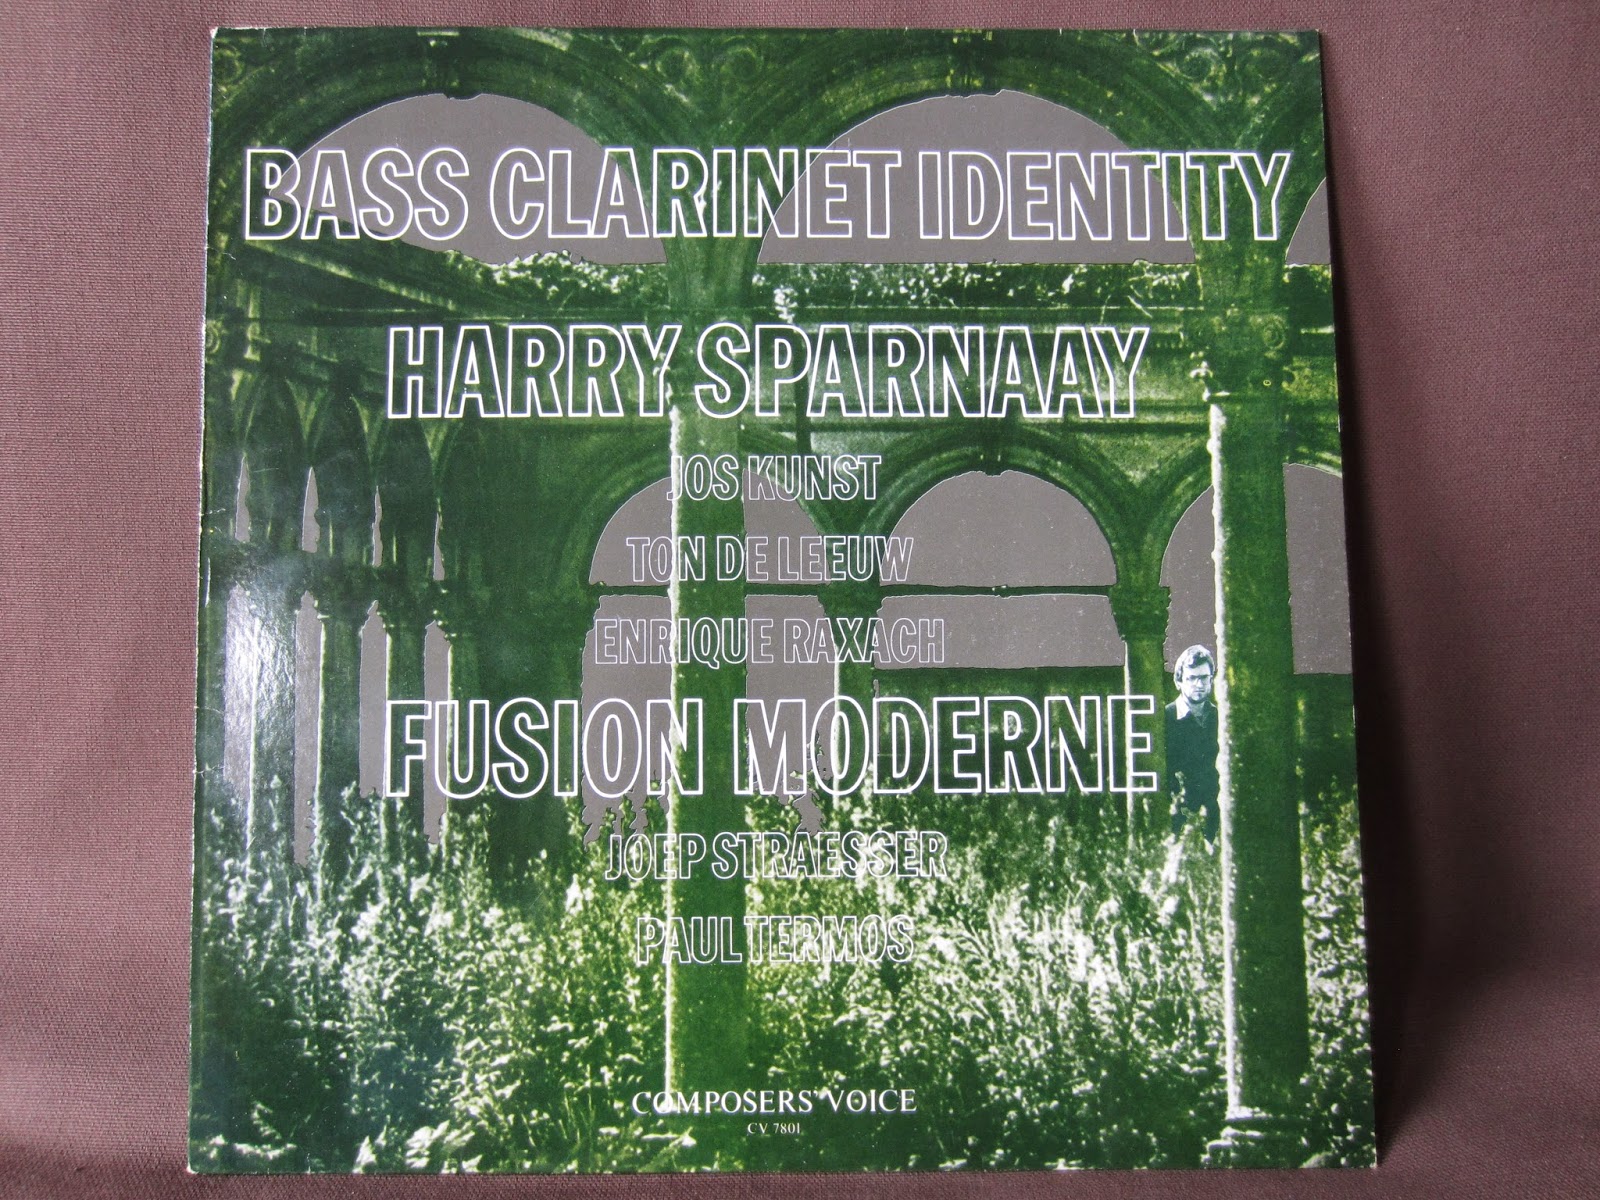 BASS CLARINET IDENTITY
HARRY SPARNAAY
JOS KUNST
TON DE LEEUW
ENRIQUE RAXACH
FUSION MODERNE
JOEP STRAESSER
PAUL TERMOS
COMPOSERS' VOICE
CV 7801